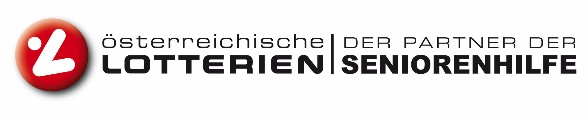 österreichische
LOTTERIEN
DER PARTNER DER
SENIORENHILFE